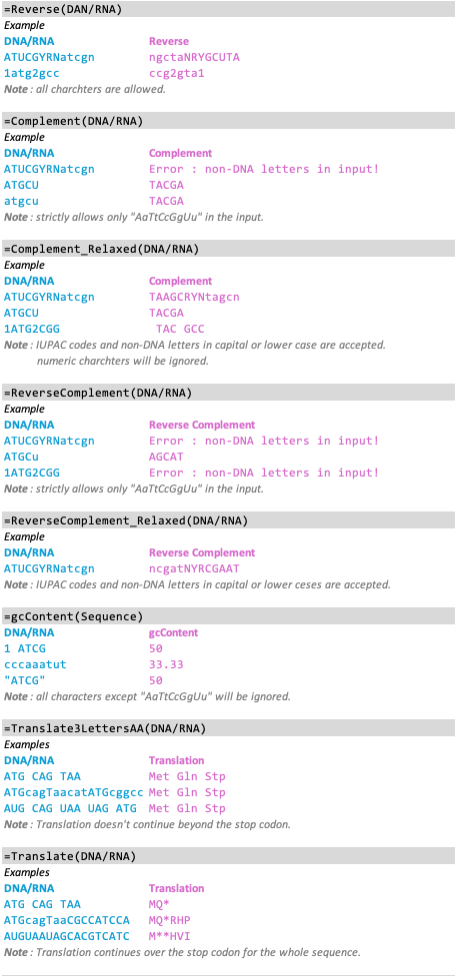 =Reverse(DAN/RNA)
Example
DNA/RNA Reverse
ATUCGYRNatcgn ngctaNRYGCUTA
1atg2gcc ccg2gta1
Note : all charchters are allowed.
=Complement(DNA/RNA)
Example
DNA/RNA Complement
ATUCGYRNatcgn Error : non-DNA letters in input!
ATGCU TACGA
atgcu TACGA
Note : strictly allows only "AaTtCcGgUu" in the input.
=Complement_Relaxed(DNA/RNA)
Example
DNA/RNA Complement
ATUCGYRNatcgn TAAGCRYNtagcn
ATGCU TACGA
1ATG2CGG TAC GCC
Note : IUPAC codes and non-DNA letters in capital or lower case are accepted.
numeric charchters will be ignored.
=ReverseComplement(DNA/RNA)
Example
DNA/RNA Reverse Complement
ATUCGYRNatcgn Error : non-DNA letters in input!
ATGCu AGCAT
1ATG2CGG Error : non-DNA letters in input!
Note : strictly allows only "AaTtCcGgUu" in the input.
=ReverseComplement_Relaxed(DNA/RNA)
Example
DNA/RNA Reverse Complement
ATUCGYRNatcgn ncgatNYRCGAAT
Note : IUPAC codes and non-DNA letters in capital or lower ceses are accepted.
=gcContent(Sequence)
DNA/RNA gcContent
1 ATCG 50
cccaaatut 33.33
"ATCG" 50
Note : all characters except "AaTtCcGgUu" will be ignored.
=Translate3LettersAA(DNA/RNA)
Examples
DNA/RNA Translation
ATG CAG TAA Met Gln Stp
ATGcagTaacatATGcggcc Met Gln Stp
AUG CAG UAA UAG ATG Met Gln Stp
Note : Translation doesn't continue beyond the stop codon.
=Translate(DNA/RNA)
Examples
DNA/RNA Translation
ATG CAG TAA MQ*
ATGcagTaaCGCCATCCA MQ*RHP
AUGUAAUAGCACGTCATC M**HVI
Note : Translation continues over the stop codon for the whole sequence.